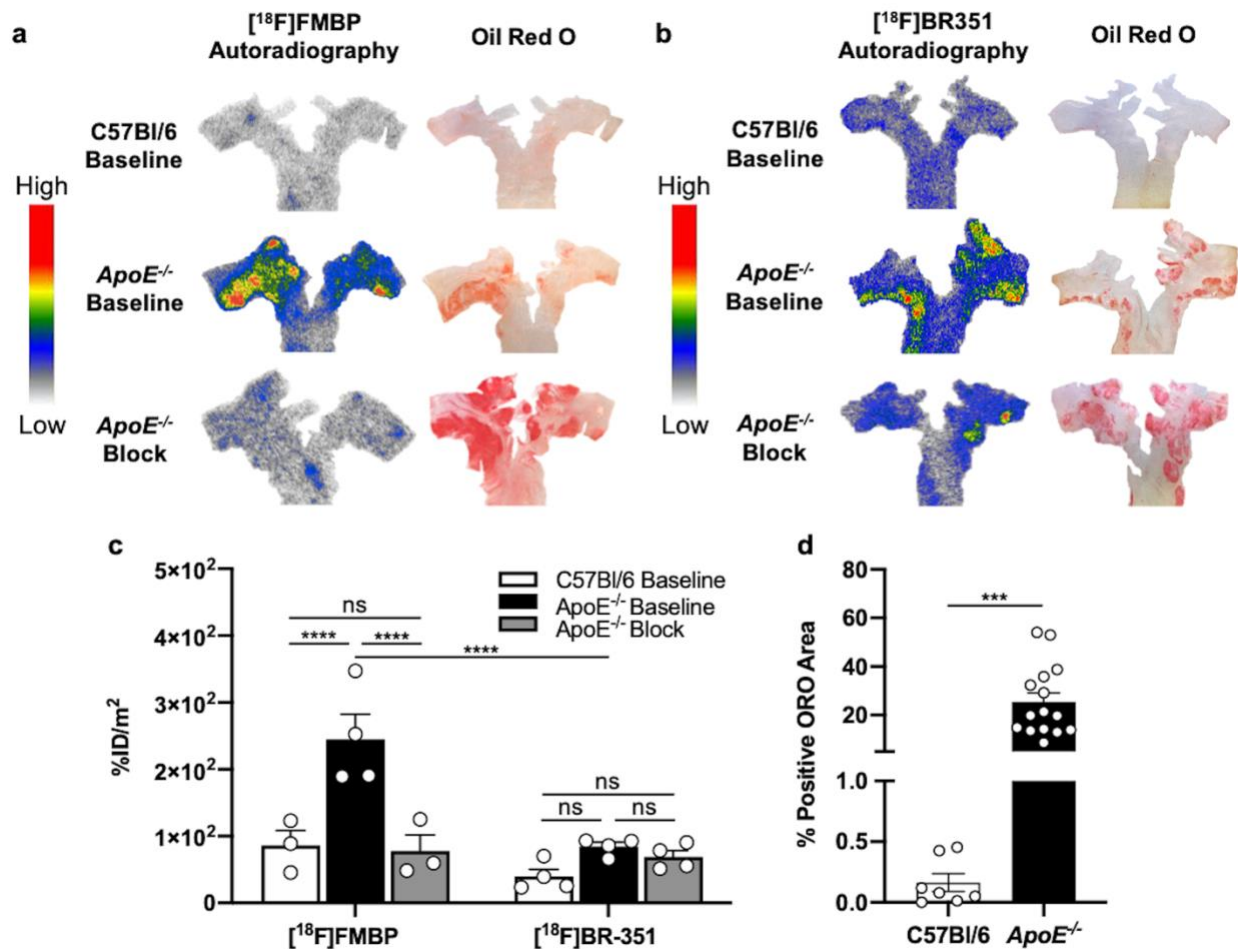 a
[¹⁸F]FMBP
Autoradiography
Oil Red O
C57Bl/6
Baseline
High
ApoE⁻/⁻
Baseline
Low
ApoE⁻/⁻
Block
b
[¹⁸F]BR351
Autoradiography
Oil Red O
C57Bl/6
Baseline
High
ApoE⁻/⁻
Baseline
Low
ApoE⁻/⁻
Block
c
5×10²
4×10²
3×10²
2×10²
1×10²
0
%ID/m²
C57Bl/6 Baseline
ApoE⁻/⁻ Baseline
ApoE⁻/⁻ Block
ns
**** ****
****
ns
ns ns
[¹⁸F]FMBP
[¹⁸F]BR-351
d
80
60
40
20
1.0
0.5
0.0
% Positive ORO Area
***
C57Bl/6
ApoE⁻/⁻